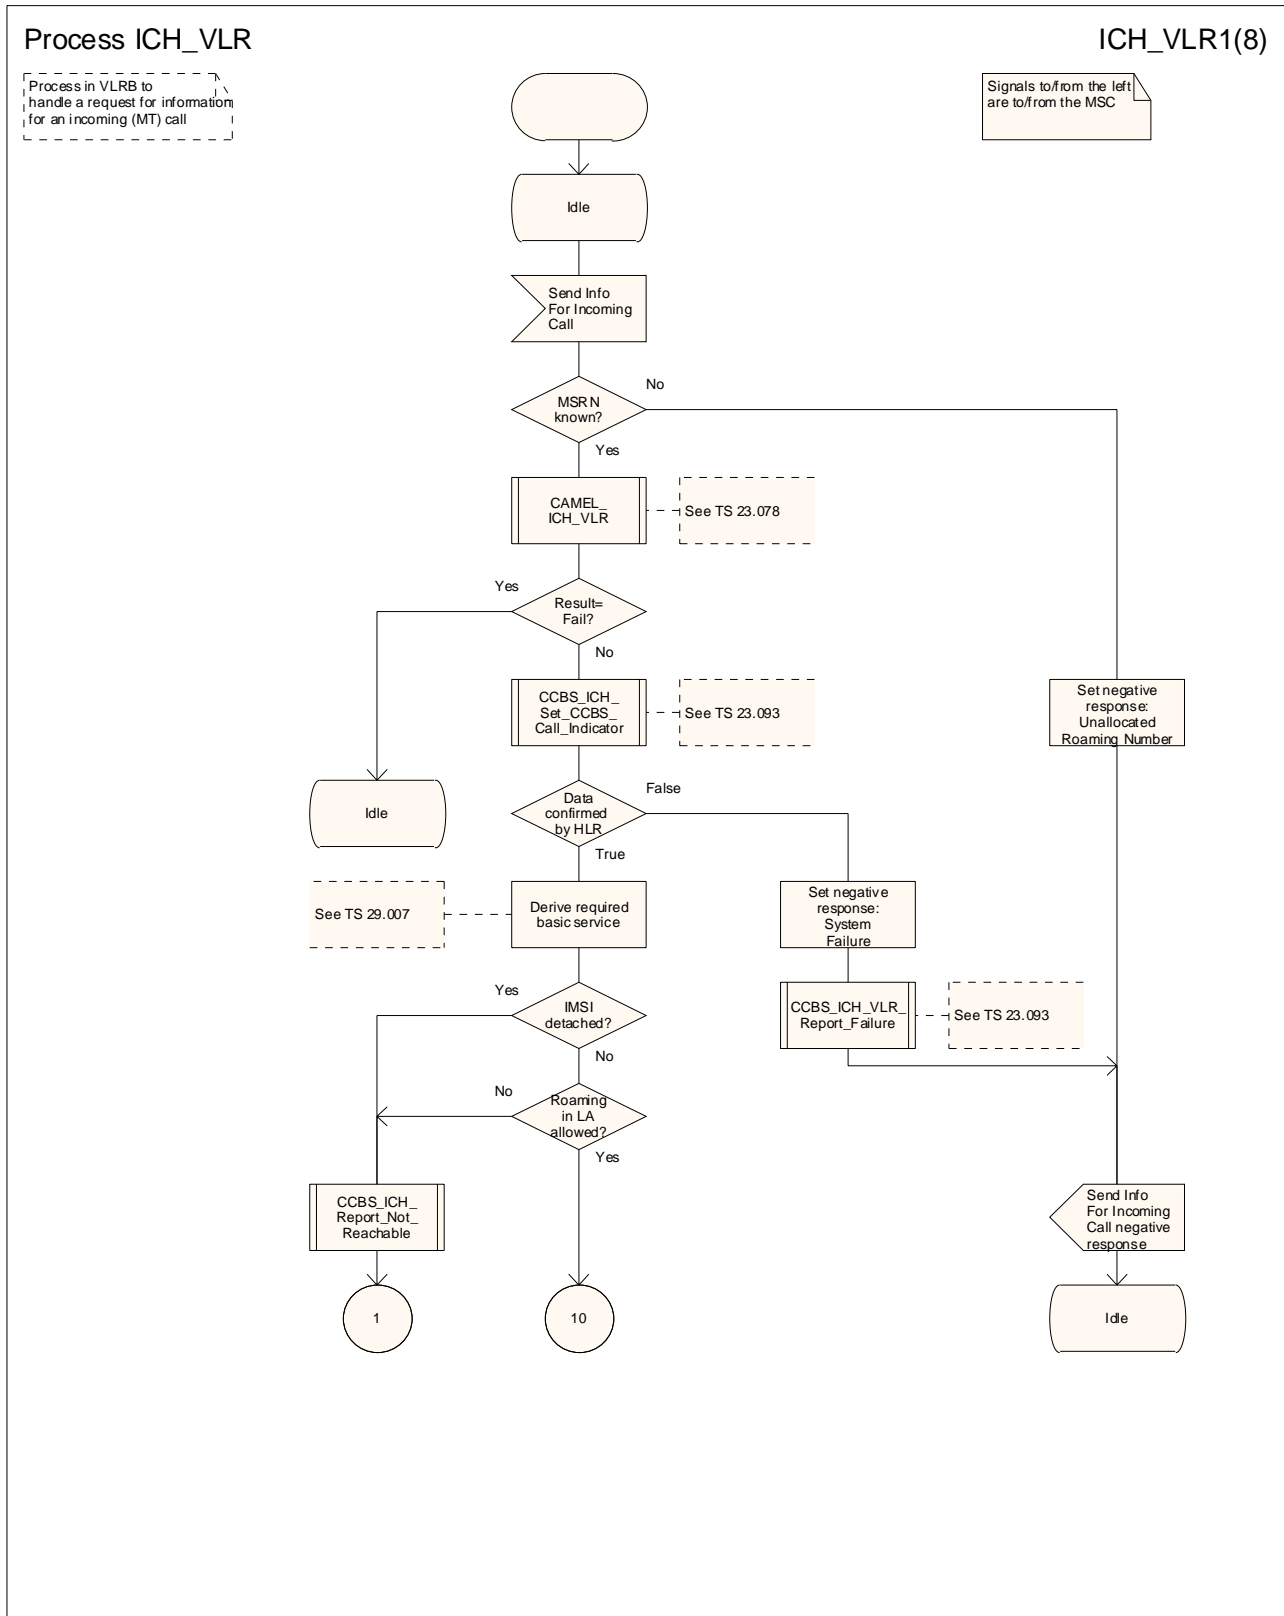 Process ICH_VLR
ICH_VLR1(8)
Process in VLRB to
handle a request for information
for an incoming (MT) call
Signals to/from the left
are to/from the MSC
Idle
Send Info
For Incoming
Call
No
MSRN
known?
Yes
CAMEL_
ICH_VLR
See TS 23.078
Yes
Result=
Fail?
No
CCBS_ICH_
Set_CCBS_
Call_Indicator
See TS 23.093
Set negative
response:
Unallocated
Roaming Number
Idle
False
Data
confirmed
by HLR
True
See TS 29.007
Derive required
basic service
Set negative
response:
System
Failure
Yes
IMSI
detached?
No
CCBS_ICH_VLR_
Report_Failure
See TS 23.093
No
Roaming
in LA
allowed?
Yes
CCBS_ICH_
Report_Not_
Reachable
Send Info
For Incoming
Call negative
response
1
10
Idle